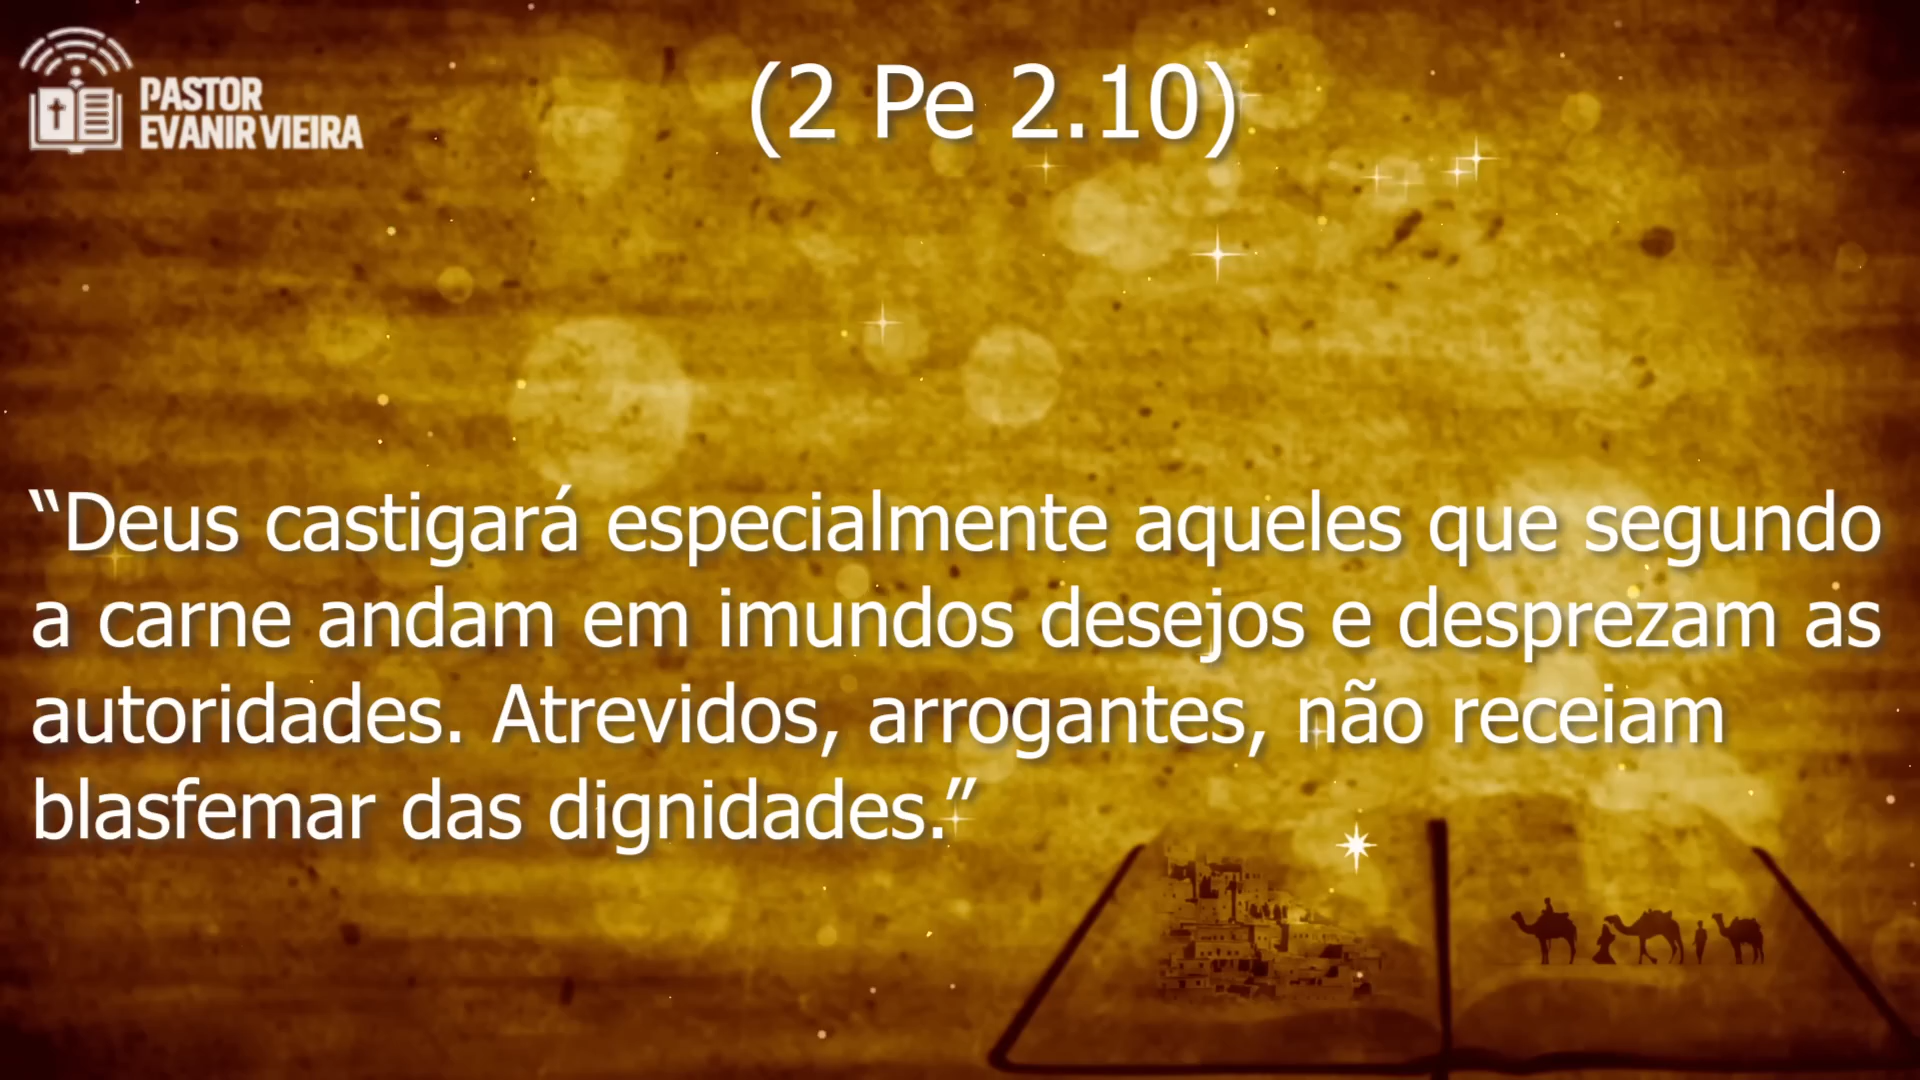 PASTOR
EVANIR VIEIRA
(2 Pe 2.10)
“Deus castigará especialmente aqueles que segundo
a carne andam em imundos desejos e desprezam as
autoridades. Atrevidos, arrogantes, não receiam
blasfemar das dignidades.”